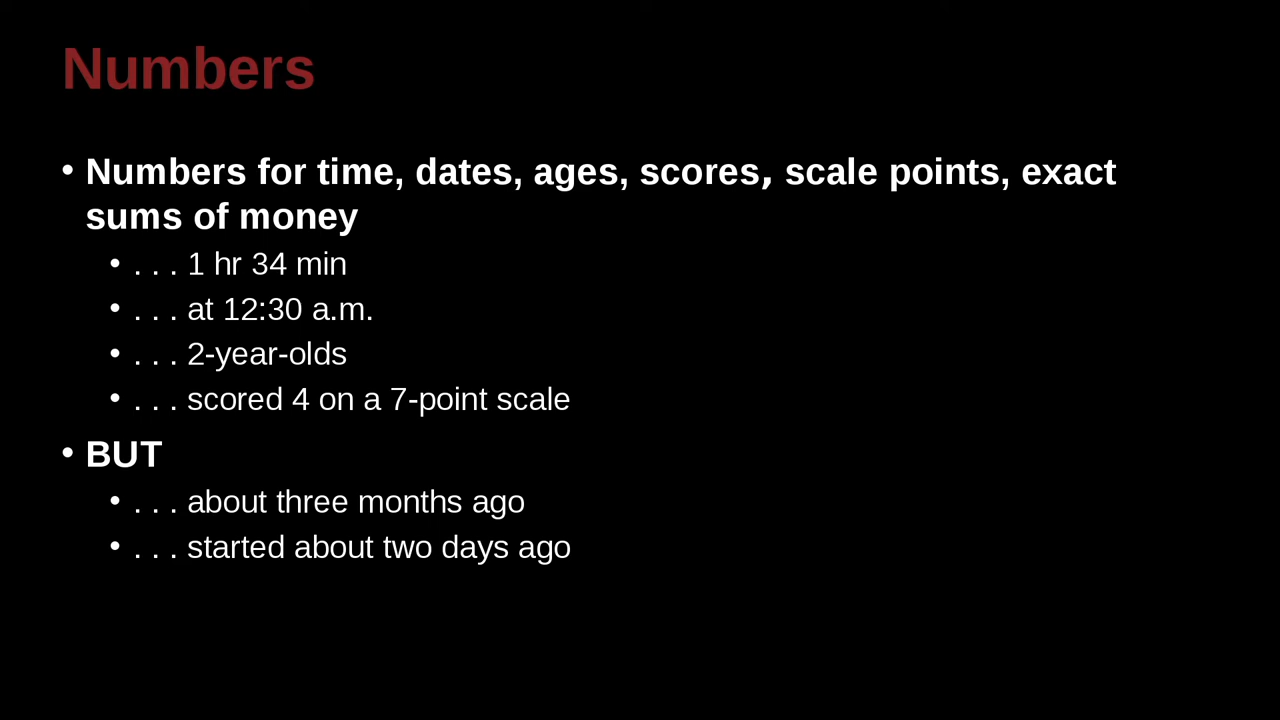 Numbers
• Numbers for time, dates, ages, scores, scale points, exact
sums of money
• . . . 1 hr 34 min
• . . . at 12:30 a.m.
• . . . 2-year-olds
• . . . scored 4 on a 7-point scale
• BUT
• . . . about three months ago
• . . . started about two days ago